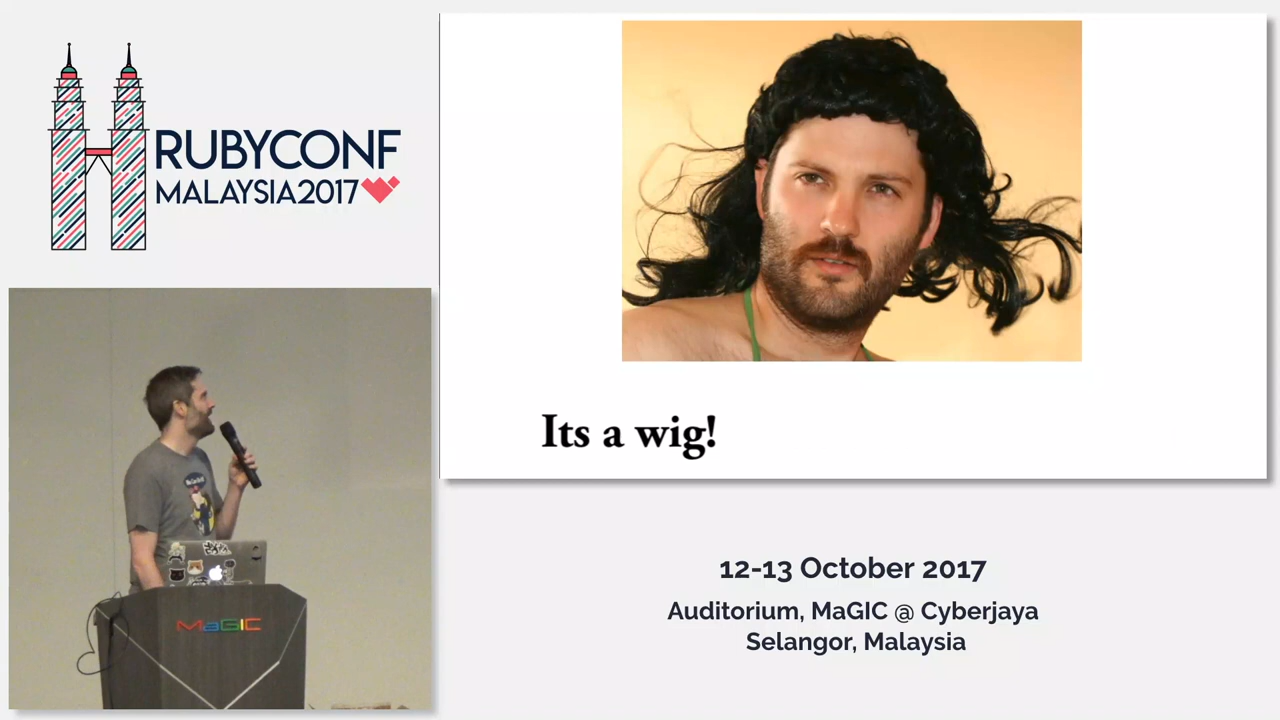 RUBYCONF
MALAYSIA2017
Its a wig!
MaGIC
12-13 October 2017
Auditorium, MaGIC @ Cyberjaya
Selangor, Malaysia